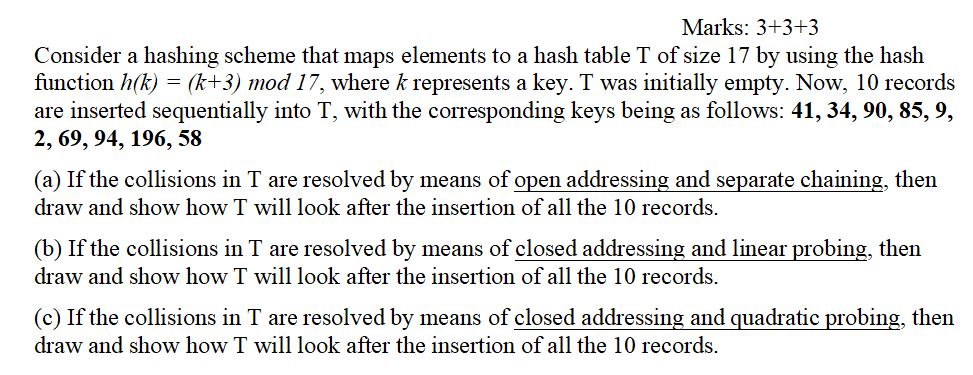 Marks: 3+3+3
Consider a hashing scheme that maps elements to a hash table T of size 17 by using the hash
function h(k) = (k+3) mod 17, where k represents a key. T was initially empty. Now, 10 records
are inserted sequentially into T, with the corresponding keys being as follows: 41, 34, 90, 85, 9,
2, 69, 94, 196, 58
(a) If the collisions in T are resolved by means of open addressing and separate chaining, then
draw and show how T will look after the insertion of all the 10 records.
(b) If the collisions in T are resolved by means of closed addressing and linear probing, then
draw and show how T will look after the insertion of all the 10 records.
(c) If the collisions in T are resolved by means of closed addressing and quadratic probing, then
draw and show how T will look after the insertion of all the 10 records.